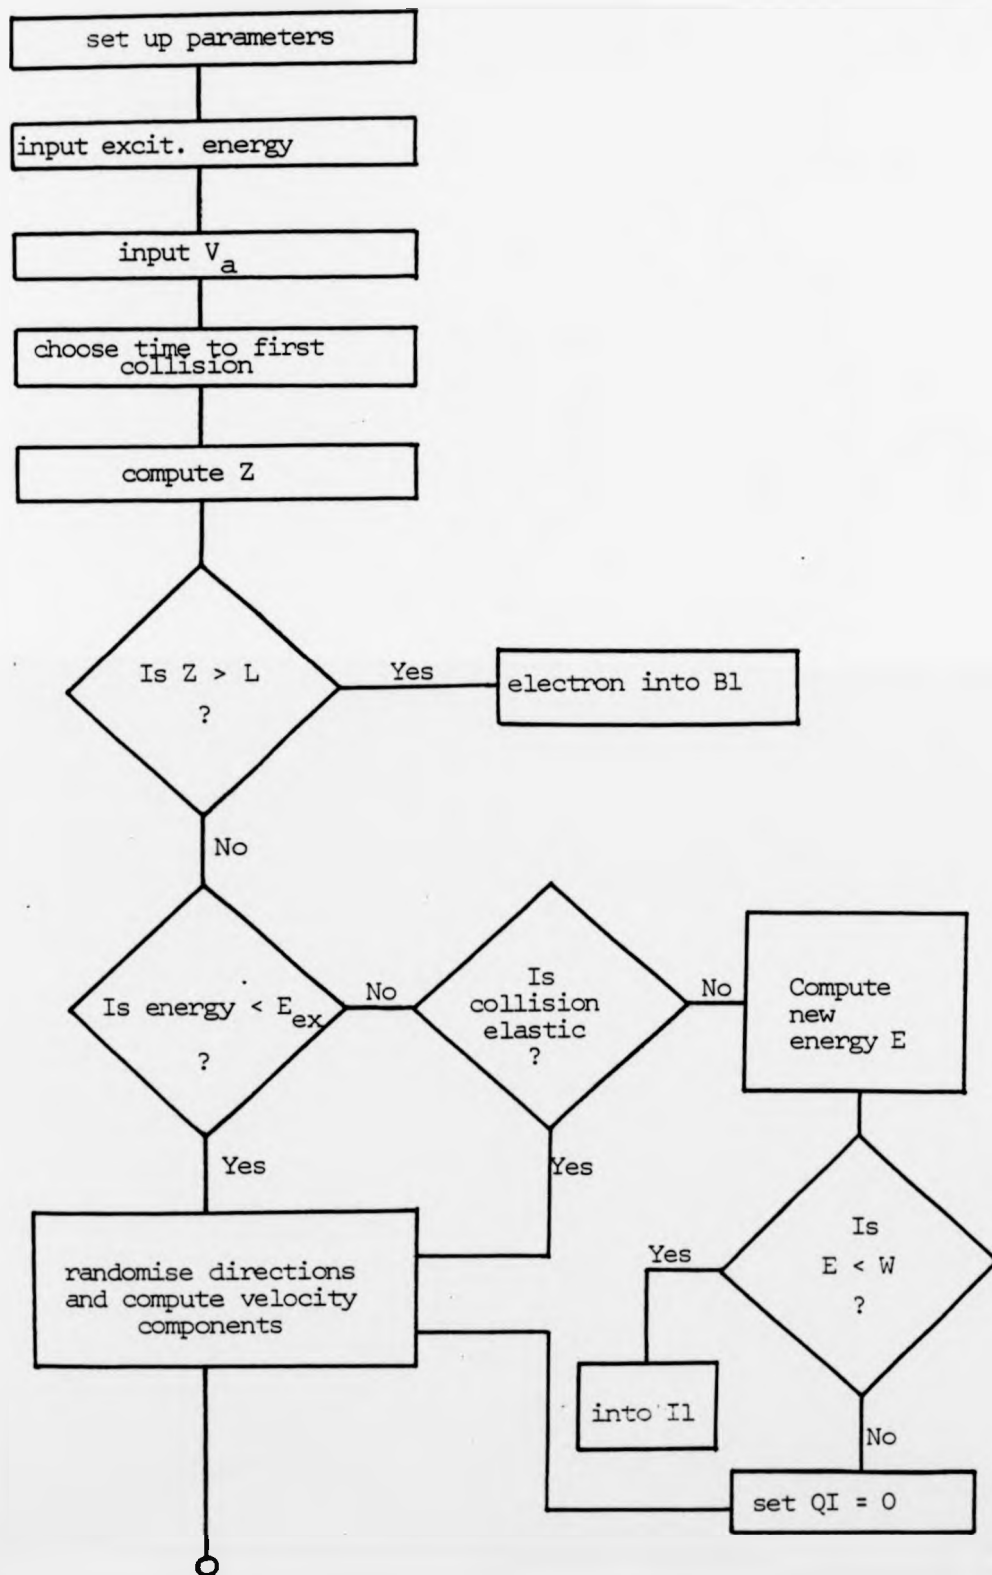 set up parameters
input excit. energy
input Va
choose time to first
collision
compute Z
Is Z > L
?
Yes
electron into B1
No
Is energy < Eex
?
No
Is
collision
elastic
?
No
Compute
new
energy E
Yes
Yes
randomise directions
and compute velocity
components
Is
E < W
?
Yes
into I1
No
set QI = 0